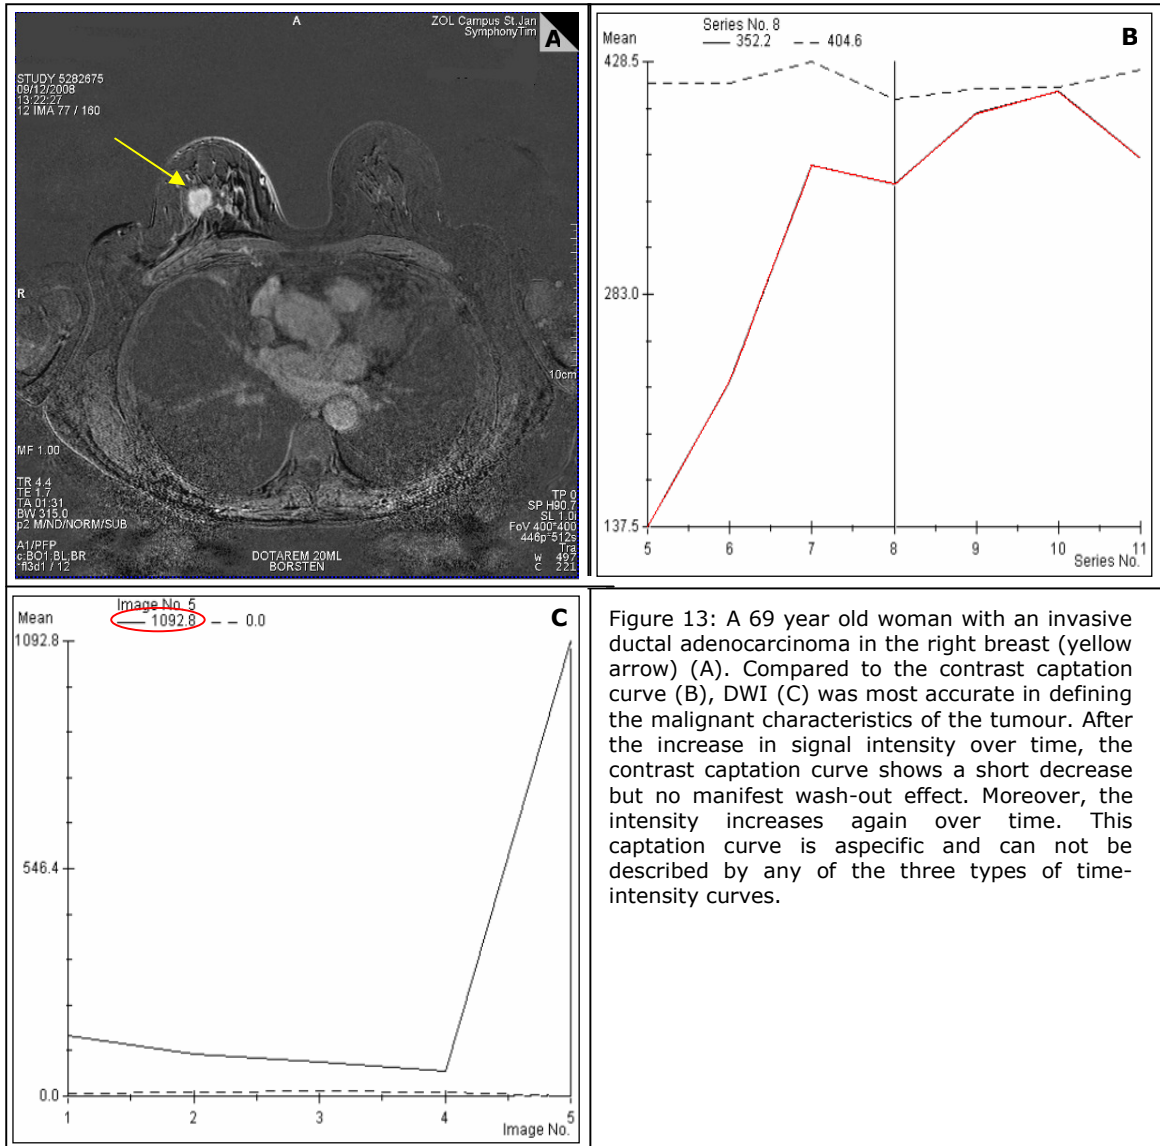 A
ZOL Campus St.Jan
SymphonyTim
A
STUDY 5282675
09/12/2008
13:22:27
12 IMA 77 / 160
R
10cm
MF 1.00
TR 4.4
TE 1.7
TA 01:31
BW 315.0
p2 M/ND/NORM/SUB
A1/PFP
c:BO1,BL,BR
*fl3d1 / 12
DOTAREM 20ML
BORSTEN
TP 0
SP H90.7
SL 1.0
FoV 400*400
446p*512s
Tra
W 497
C 221
Series No. 8
Mean
352.2
404.6
B
428.5
283.0
137.5
5 6 7 8 9 10 11
Series No.
Image No. 5
Mean
1092.8
0.0
C
1092.8
546.4
0.0
1 2 3 4 5
Image No.
Figure 13: A 69 year old woman with an invasive
ductal adenocarcinoma in the right breast (yellow
arrow) (A). Compared to the contrast captation
curve (B), DWI (C) was most accurate in defining
the malignant characteristics of the tumour. After
the increase in signal intensity over time, the
contrast captation curve shows a short decrease
but no manifest wash-out effect. Moreover, the
intensity increases again over time. This
captation curve is aspecific and can not be
described by any of the three types of time-
intensity curves.